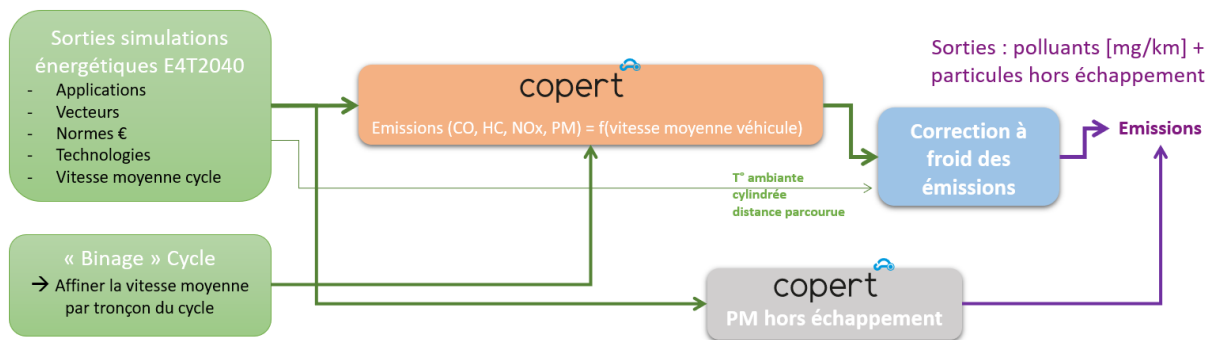 Sorties simulations
énergétiques E4T2040
- Applications
- Vecteurs
- Normes €
- Technologies
- Vitesse moyenne cycle
« Binage » Cycle
→ Affiner la vitesse moyenne
par tronçon du cycle
copert
Emissions (CO, HC, NOx, PM) = f(vitesse moyenne véhicule)
T° ambiante
cylindrée
distance parcourue
copert
PM hors échappement
Correction à
froid des
émissions
Sorties : polluants [mg/km] +
particules hors échappement
Emissions